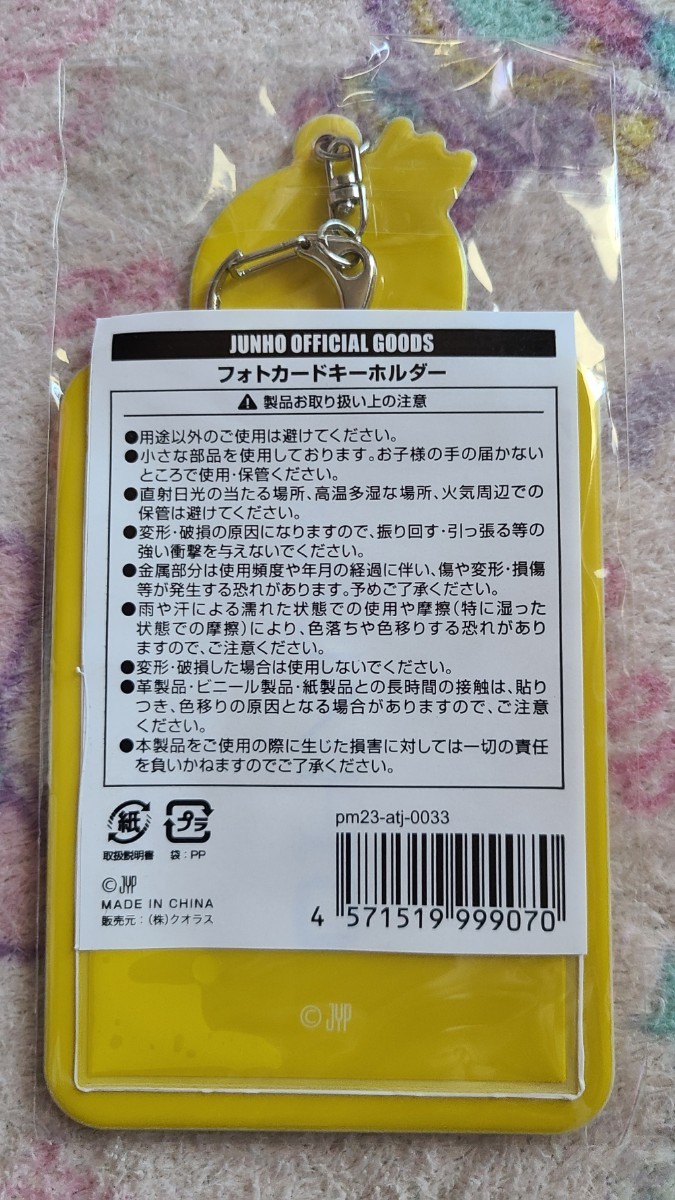 JUNHO OFFICIAL GOODS
フォトカードキーホルダー
製品お取り扱い上の注意
●用途以外のご使用は避けてください。
●小さな部品を使用しております。お子様の手の届かない
ところで使用・保管ください。
●直射日光の当たる場所、高温多湿な場所、火気周辺での
保管は避けてください。
●変形・破損の原因になりますので、振り回す・引っ張る等の
強い衝撃を与えないでください。
●金属部分は使用頻度や年月の経過に伴い、傷や変形・損傷
等が発生する恐れがあります。予めご了承ください。
●雨や汗による濡れた状態での使用や摩擦(特に湿った
状態での摩擦)により、色落ちや色移りする恐れがあり
ますので、ご注意ください。
●変形・破損した場合は使用しないでください。
●革製品・ビニール製品・紙製品との長時間の接触は、貼り
つき、色移りの原因となる場合がありますので、ご注意
ください。
●本製品をご使用の際に生じた損害に対しては一切の責任
を負いかねますのでご了承ください。
紙 プラ
取扱説明書 袋:PP
pm23-atj-0033
©JYP
MADE IN CHINA
販売元:(株)クオラス
4 571519 999070
©JYP